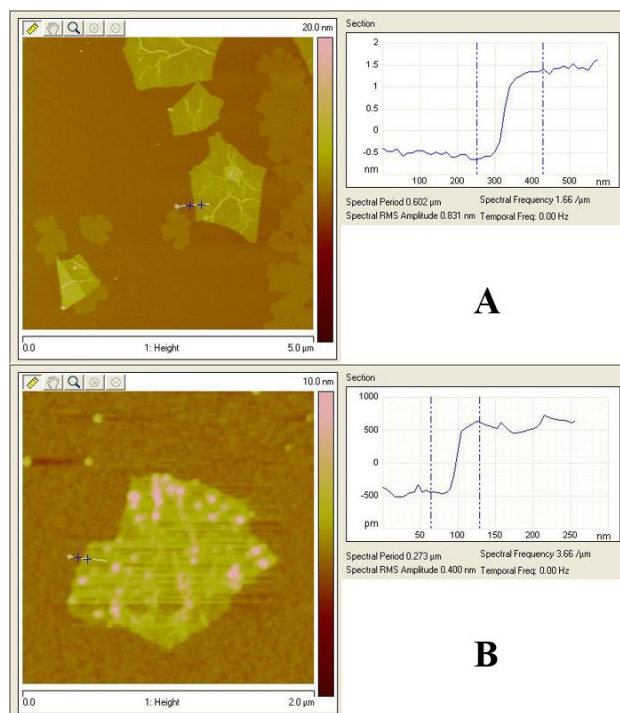 20.0 nm
0.0 1: Height 5.0 µm
Section
2
1.5
1
0.5
0
-0.5
nm
100 200 300 400 500 nm
Spectral Period 0.602 µm Spectral Frequency 1.66 /µm
Spectral RMS Amplitude 0.831 nm Temporal Freq: 0.00 Hz
A
10.0 nm
0.0 1: Height 2.0 µm
Section
1000
500
0
-500
pm
50 100 150 200 250 nm
Spectral Period 0.273 µm Spectral Frequency 3.66 /µm
Spectral RMS Amplitude 0.400 nm Temporal Freq: 0.00 Hz
B